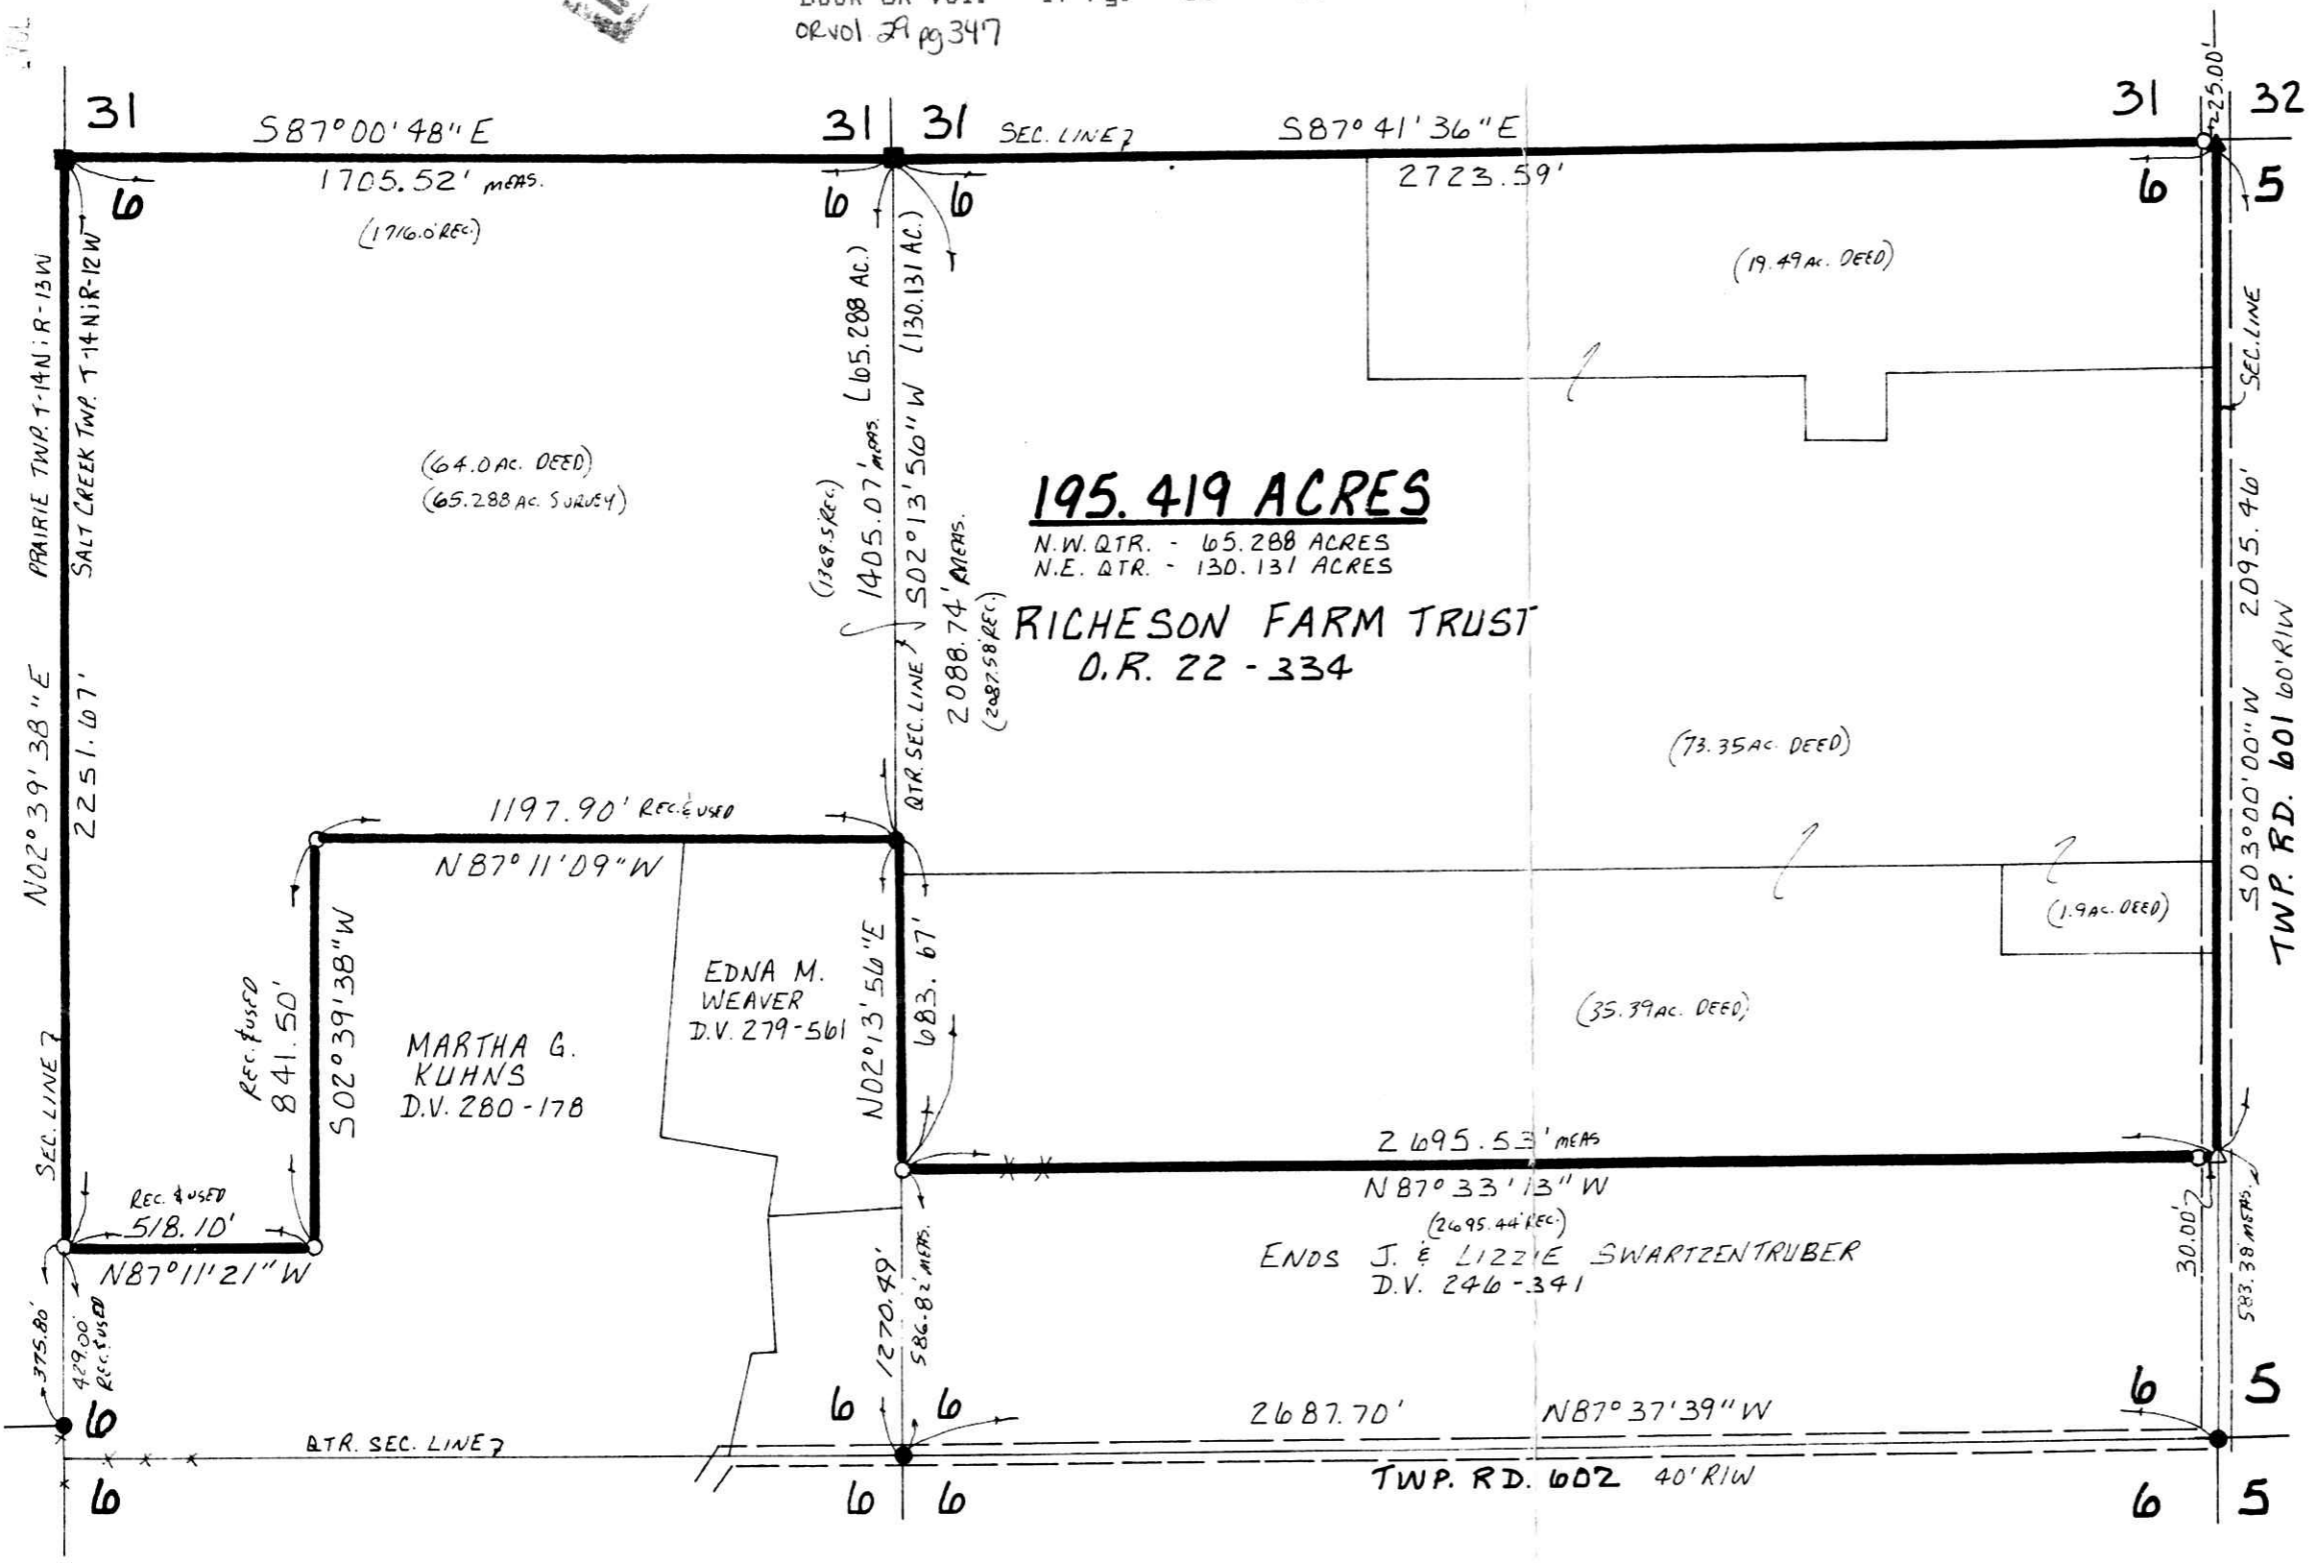 ORVOl 29 pg 347
31
S87°00'48"E
31
31
SEC. LINE
S87°41'36"E
31
25.00'
32
1705.52' MEAS.
2723.59'
6
(1716.0 REC.)
6
6
6
5
PRAIRIE TWP. T-14N; R-13W
SALT CREEK TWP. T-14N; R-12W
(64.0 AC. DEED)
(65.288 AC. SURVEY)
(1369.5 REC.)
1405.07' MEAS. (65.288 AC.)
QTR. SEC. LINE S02°13'56"W (130.131 AC.)
2088.74' MEAS.
(2087.58 REC.)
(19.49 AC. DEED)
SEC. LINE
195.419 ACRES
N.W. QTR. - 65.288 ACRES
N.E. QTR. - 130.131 ACRES
RICHESON FARM TRUST
O.R. 22 - 334
(73.35 AC. DEED)
S03°00'00"W 2095.46'
TWP. RD. 601 60' R/W
SEC. LINE N02°39'38"E
2251.67'
1197.90' REC. & USED
N87°11'09"W
REC. & USED
841.50'
S02°39'38"W
MARTHA G.
KUHNS
D.V. 280-178
EDNA M.
WEAVER
D.V. 279-561
N02°13'56"E
683.67'
(1.9 AC. DEED)
(35.39 AC. DEED)
2695.53' MEAS
N87°33'13"W
(2695.44 REC.)
ENOS J. & LIZZIE SWARTZENTRUBER
D.V. 246-341
REC. & USED
518.10'
N87°11'21"W
375.80'
429.00'
REC. & USED
1270.49'
586.82' MEAS.
30.00'
583.38 MEAS.
6
6
6
2687.70'
N87°37'39"W
6
5
QTR. SEC. LINE
TWP. RD. 602 40' R/W
6
6
6
6
5